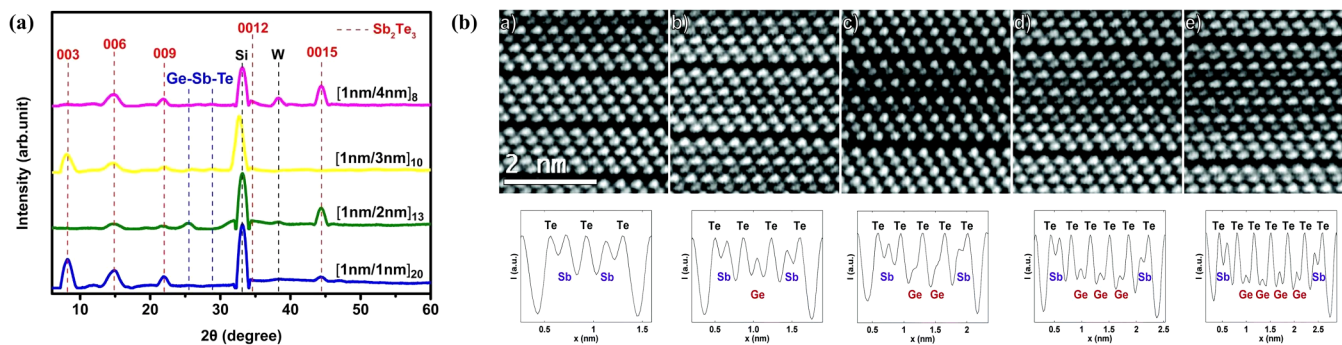 (a)
003
006
009
0012
0015
Sb₂Te₃
Si
W
Ge-Sb-Te
[1nm/4nm]₈
[1nm/3nm]₁₀
[1nm/2nm]₁₃
[1nm/1nm]₂₀
Intensity (arb.unit)
10 20 30 40 50 60
2θ (degree)
(b)
a) b) c) d) e)
2 nm
Te Te Te
Sb Sb
I (a.u.)
0.5 1 1.5
x (nm)
Te Te Te Te
Sb Sb
Ge
I (a.u.)
0.5 1 1.5
x (nm)
Te Te Te Te Te
Sb Sb
Ge Ge
I (a.u.)
0.5 1 1.5 2
x (nm)
Te Te Te Te Te Te
Sb Sb
Ge Ge Ge
I (a.u.)
0.5 1 1.5 2 2.5
x (nm)
Te Te Te Te Te Te Te
Sb Sb
Ge Ge Ge Ge
I (a.u.)
0.5 1 1.5 2 2.5
x (nm)